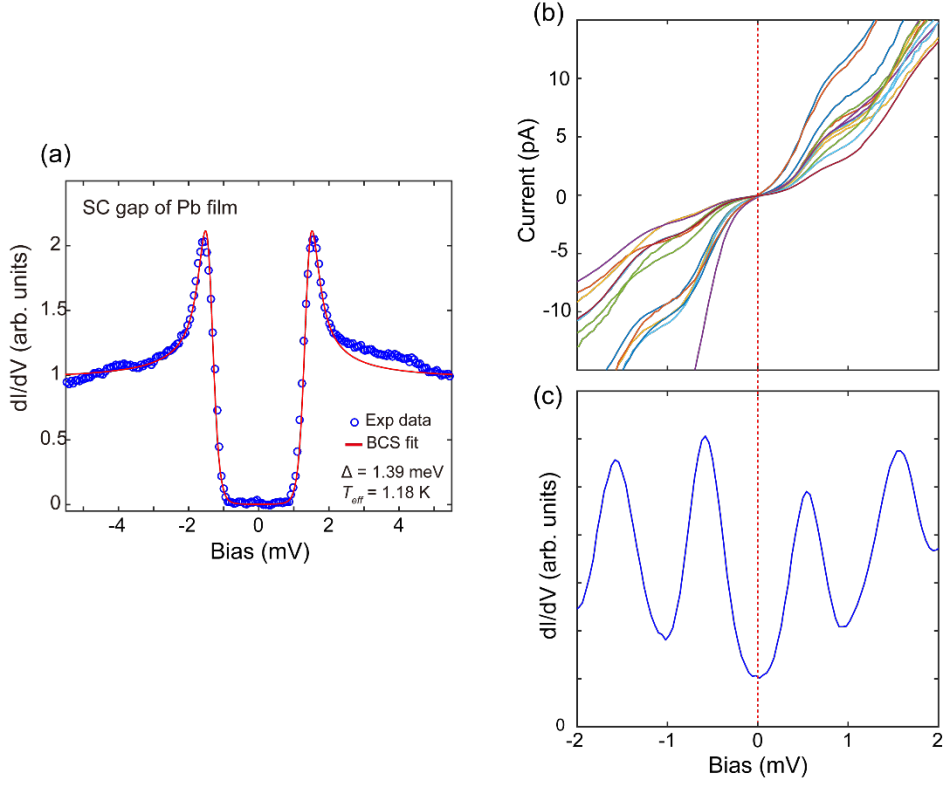 (a)
SC gap of Pb film
dI/dV (arb. units)
2
1.5
1
0.5
0
Exp data
BCS fit
Δ = 1.39 meV
T_eff = 1.18 K
-4
-2
0
2
4
Bias (mV)
(b)
Current (pA)
10
5
0
-5
-10
(c)
dI/dV (arb. units)
0
-2
-1
0
1
2
Bias (mV)